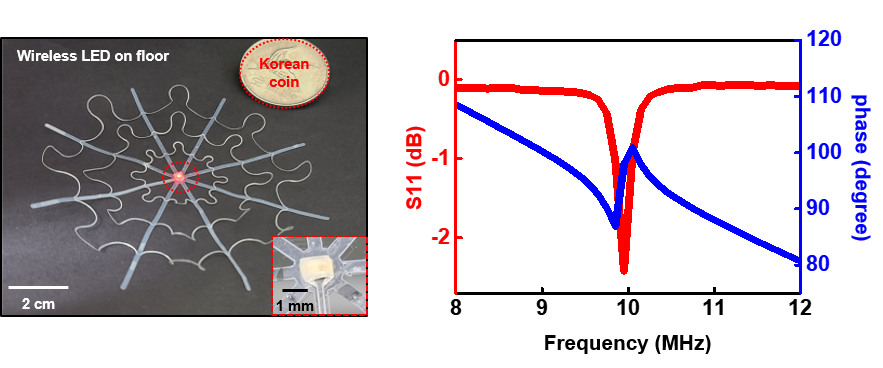 Wireless LED on floor
Korean
coin
2 cm
1 mm
S11 (dB)
0
-1
-2
120
110
100
90
80
phase (degree)
8
9
10
11
12
Frequency (MHz)